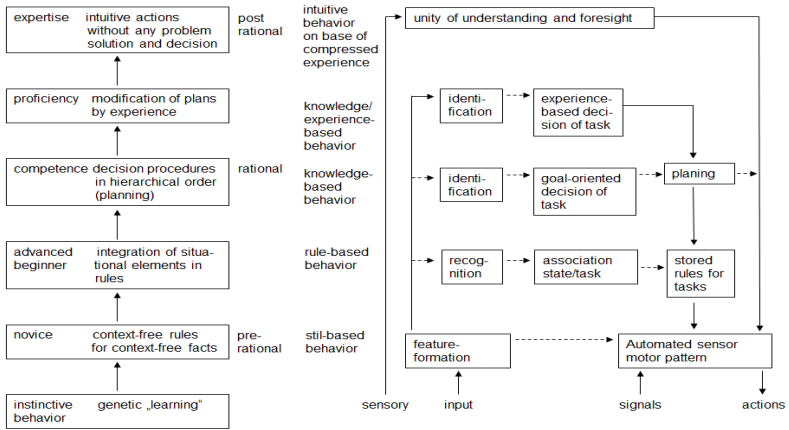 expertise intuitive actions
without any problem
solution and decision
post
rational
intuitive
behavior
on base of
compressed
experience
unity of understanding and foresight
proficiency modification of plans
by experience
knowledge/
experience-
based
behavior
identi-
fication
experience-
based deci
sion of task
competence decision procedures
in hierarchical order
(planning)
rational
knowledge-
based
behavior
identi-
fication
goal-oriented
decision of
task
planing
advanced
beginner
integration of situa-
tional elements in
rules
rule-based
behavior
recog-
nition
association
state/task
stored
rules for
tasks
novice context-free rules
for context-free facts
pre-
rational
stil-based
behavior
feature-
formation
Automated sensor
motor pattern
instinctive
behavior
genetic „learning“
sensory input signals actions